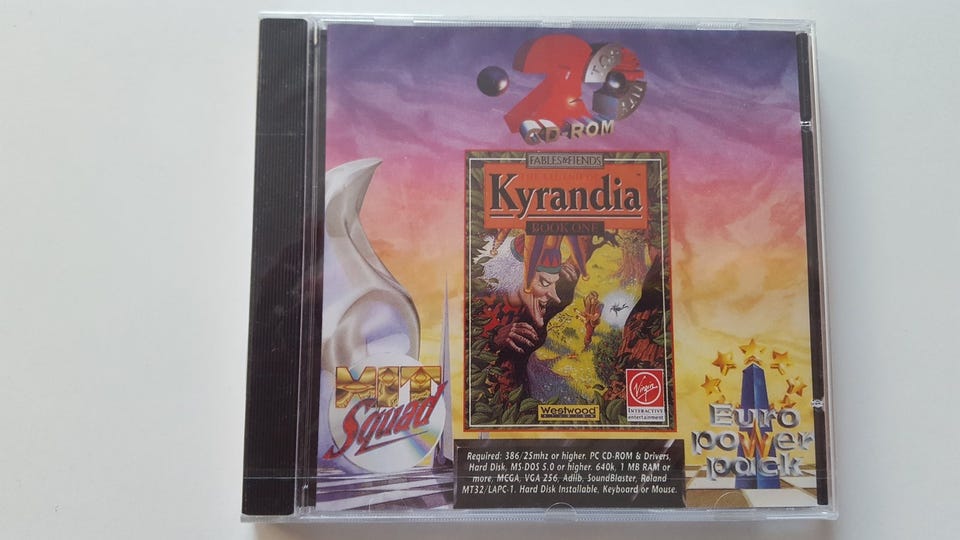 CD-ROM
FABLES & FIENDS
THE LEGEND OF
Kyrandia™
BOOK ONE
HIT
Squad
Westwood
STUDIOS
Virgin
INTERACTIVE
entertainment
Euro
power
pack
Required: 386/25mhz or higher. PC CD-ROM & Drivers,
Hard Disk, MS-DOS 5.0 or higher. 640k, 1 MB RAM or
more, MCGA, VGA 256, Adlib, SoundBlaster, Roland
MT32/LAPC-1. Hard Disk Installable, Keyboard or Mouse.